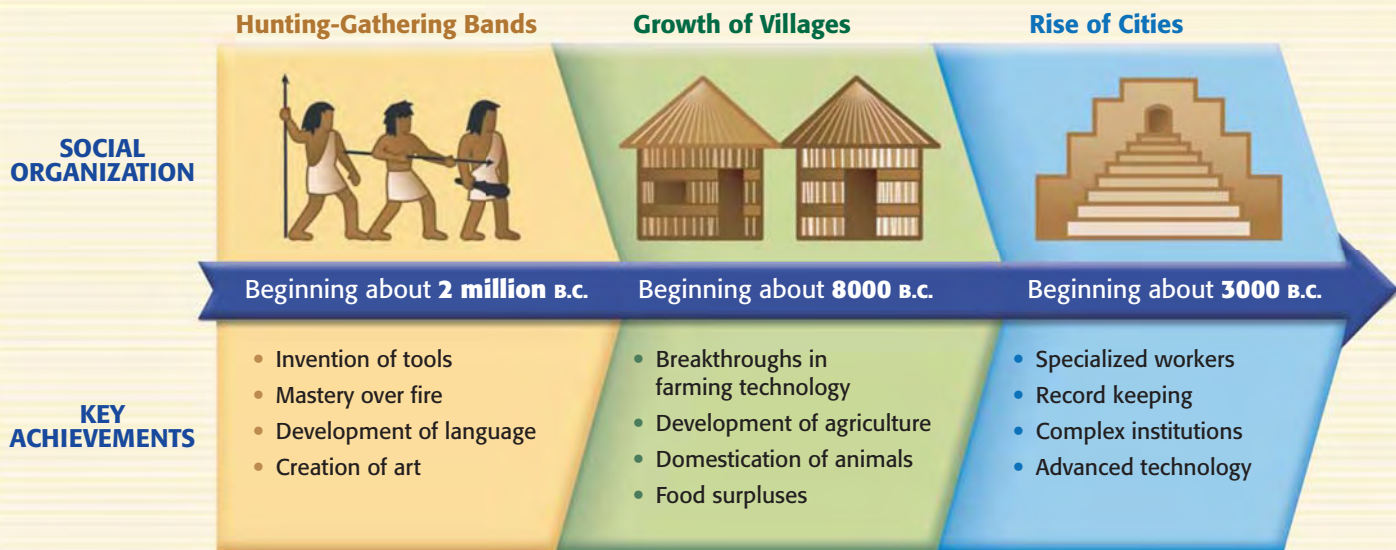 Hunting-Gathering Bands
Growth of Villages
Rise of Cities
SOCIAL
ORGANIZATION
Beginning about 2 million B.C.
Beginning about 8000 B.C.
Beginning about 3000 B.C.
KEY
ACHIEVEMENTS
• Invention of tools
• Mastery over fire
• Development of language
• Creation of art
• Breakthroughs in
farming technology
• Development of agriculture
• Domestication of animals
• Food surpluses
• Specialized workers
• Record keeping
• Complex institutions
• Advanced technology